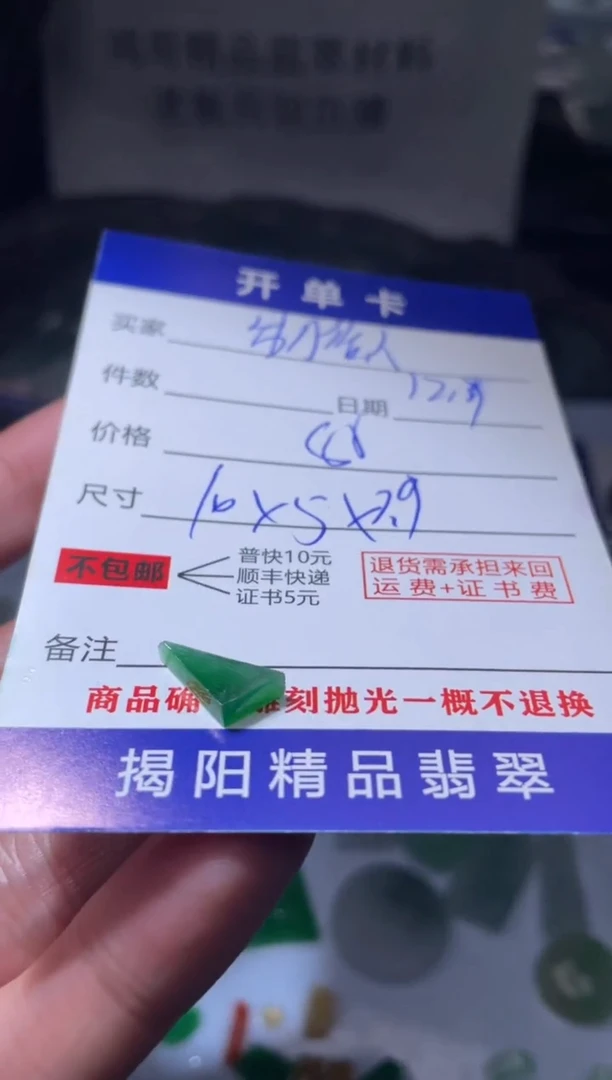 开单卡
买家
件数 日期 12.9
价格
尺寸 10×5×2.9
不包邮
普快10元
顺丰快递
证书5元
退货需承担来回
运费+证书费
备注
商品确 雕刻抛光一概不退换
揭阳精品翡翠